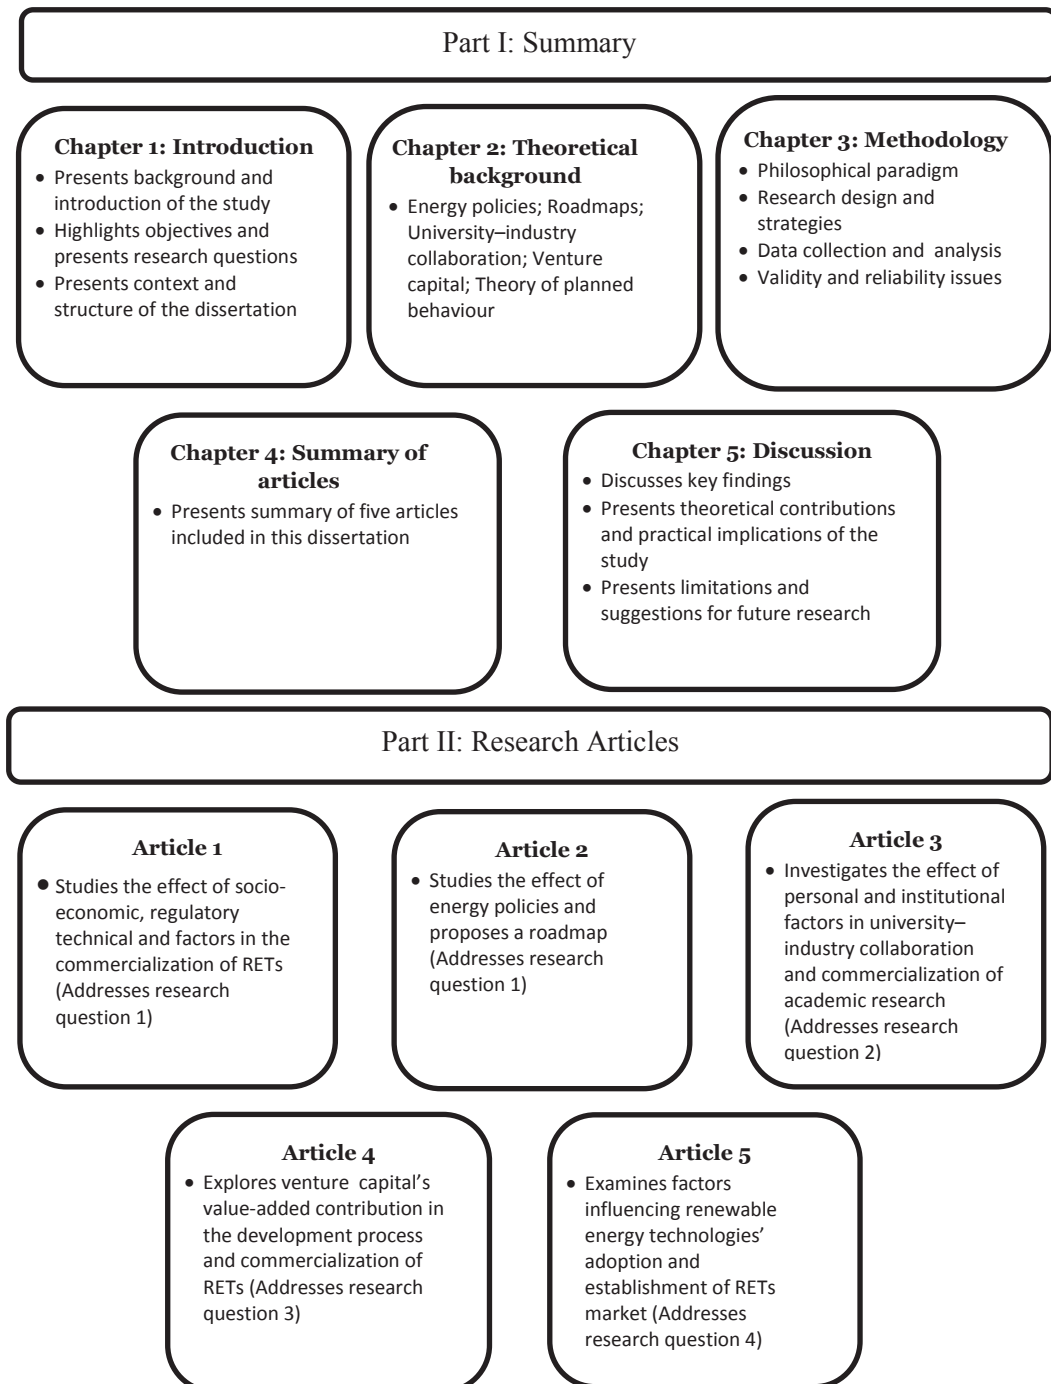 Part I: Summary
Chapter 1: Introduction
• Presents background and
introduction of the study
• Highlights objectives and
presents research questions
• Presents context and
structure of the dissertation
Chapter 2: Theoretical
background
• Energy policies; Roadmaps;
University–industry
collaboration; Venture
capital; Theory of planned
behaviour
Chapter 3: Methodology
• Philosophical paradigm
• Research design and
strategies
• Data collection and analysis
• Validity and reliability issues
Chapter 4: Summary of
articles
• Presents summary of five articles
included in this dissertation
Chapter 5: Discussion
• Discusses key findings
• Presents theoretical contributions
and practical implications of the
study
• Presents limitations and
suggestions for future research
Part II: Research Articles
Article 1
• Studies the effect of socio-
economic, regulatory
technical and factors in the
commercialization of RETs
(Addresses research
question 1)
Article 2
• Studies the effect of
energy policies and
proposes a roadmap
(Addresses research
question 1)
Article 3
• Investigates the effect of
personal and institutional
factors in university–
industry collaboration
and commercialization of
academic research
(Addresses research
question 2)
Article 4
• Explores venture capital’s
value-added contribution in
the development process
and commercialization of
RETs (Addresses research
question 3)
Article 5
• Examines factors
influencing renewable
energy technologies’
adoption and
establishment of RETs
market (Addresses
research question 4)